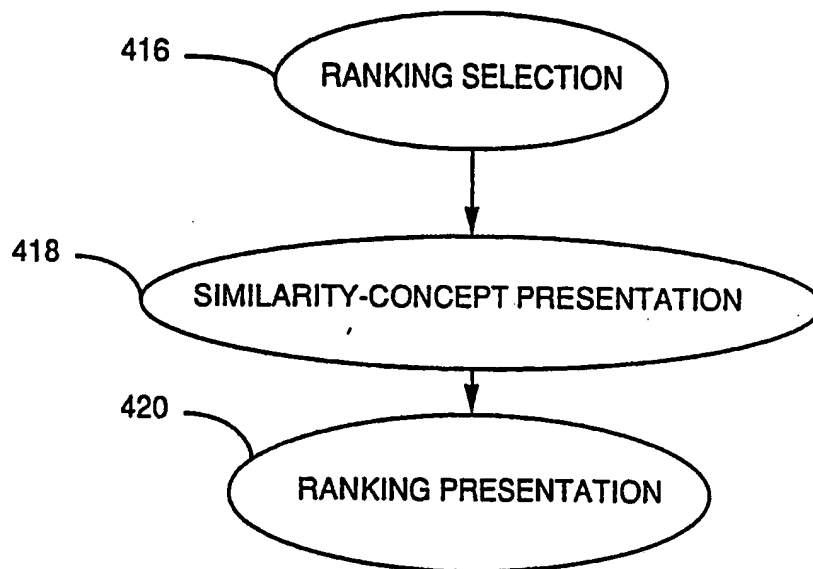 416
RANKING SELECTION
418
SIMILARITY-CONCEPT PRESENTATION
420
RANKING PRESENTATION